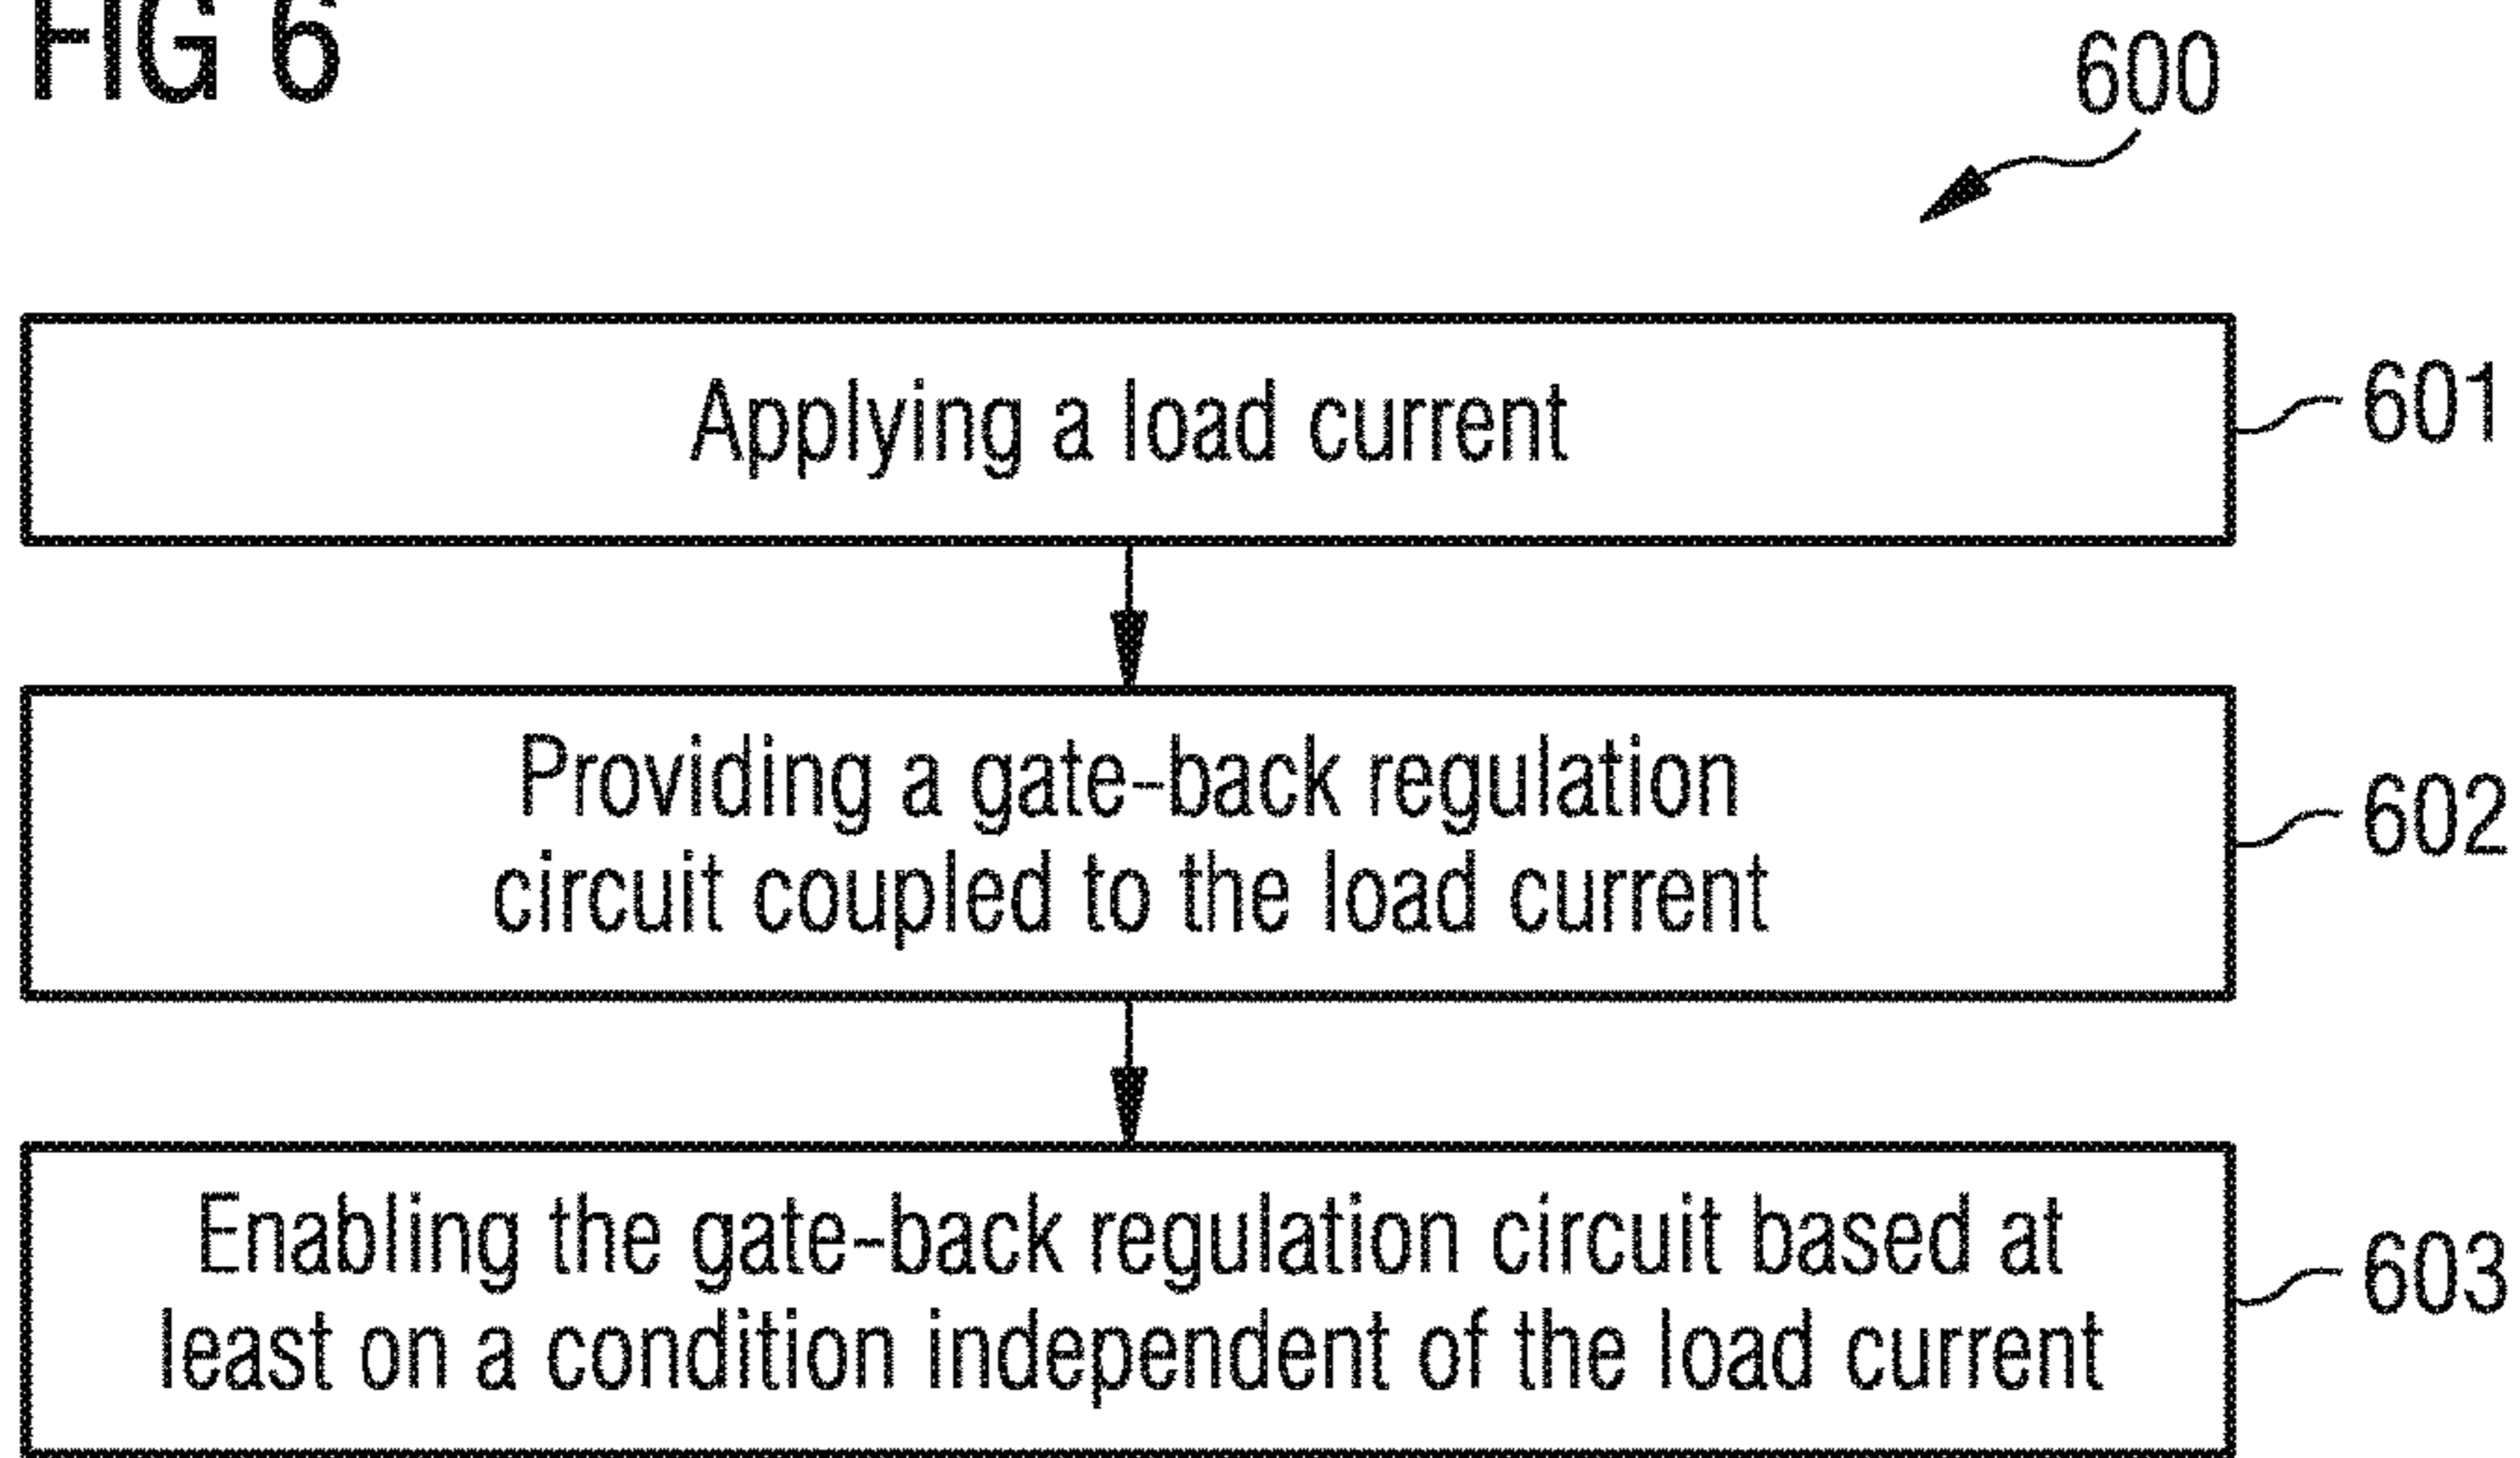 FIG 6
600
Applying a load current
601
Providing a gate-back regulation
circuit coupled to the load current
602
Enabling the gate-back regulation circuit based at
least on a condition independent of the load current
603